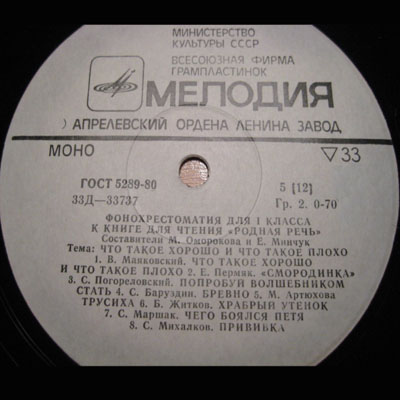 МИНИСТЕРСТВО
КУЛЬТУРЫ СССР
ВСЕСОЮЗНАЯ ФИРМА
ГРАМПЛАСТИНОК
МЕЛОДИЯ
) АПРЕЛЕВСКИЙ ОРДЕНА ЛЕНИНА ЗАВОД
МОНО
▽33
ГОСТ 5289-80
5 [12]
33Д—33737
Гр. 2. 0-70
ФОНОХРЕСТОМАТИЯ ДЛЯ I КЛАССА
К КНИГЕ ДЛЯ ЧТЕНИЯ «РОДНАЯ РЕЧЬ»
Составители М. Оморокова и Е. Минчук
Тема: ЧТО ТАКОЕ ХОРОШО И ЧТО ТАКОЕ ПЛОХО
1. В. Маяковский. ЧТО ТАКОЕ ХОРОШО
И ЧТО ТАКОЕ ПЛОХО 2. Е. Пермяк. «СМОРОДИНКА»
3. С. Погореловский. ПОПРОБУЙ ВОЛШЕБНИКОМ
СТАТЬ 4. С. Баруздин. БРЕВНО 5. М. Артюхова
ТРУСИХА 6. Б. Житков. ХРАБРЫЙ УТЕНОК
7. С. Маршак. ЧЕГО БОЯЛСЯ ПЕТЯ
8. С. Михалков. ПРИВИВКА